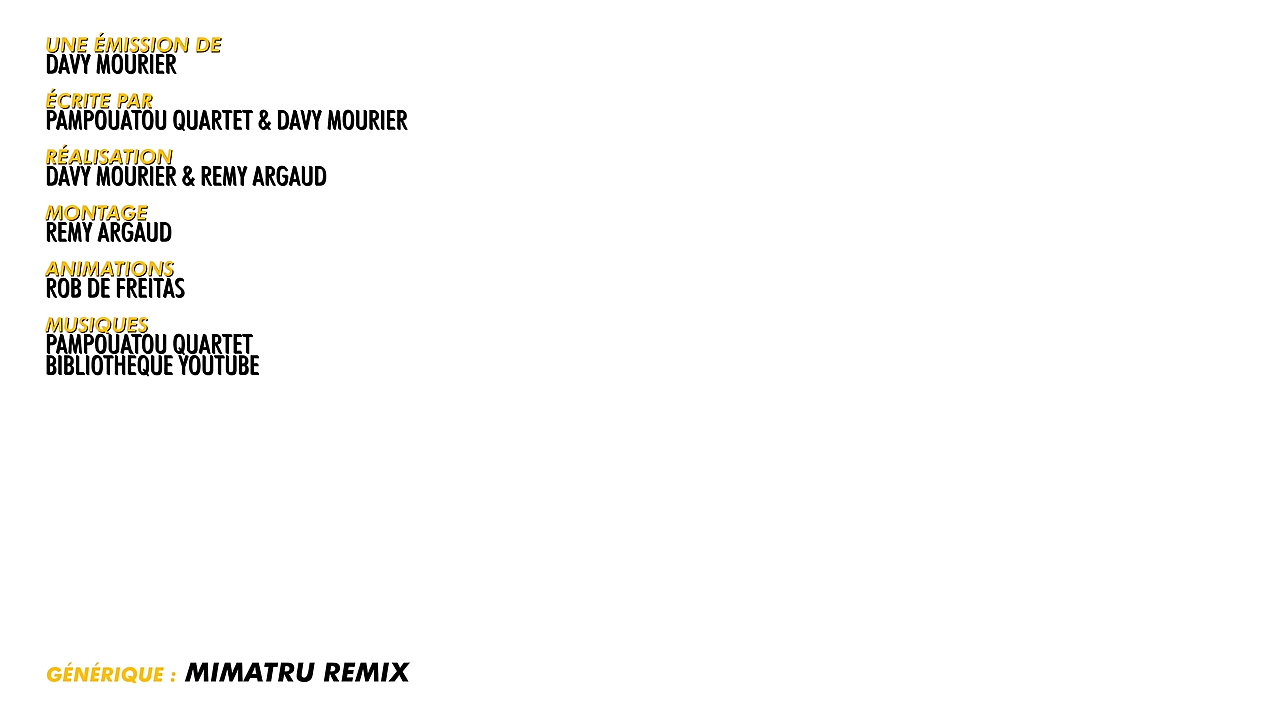 UNE ÉMISSION DE
DAVY MOURIER
ÉCRITE PAR
PAMPOUATOU QUARTET & DAVY MOURIER
RÉALISATION
DAVY MOURIER & REMY ARGAUD
MONTAGE
REMY ARGAUD
ANIMATIONS
ROB DE FREITAS
MUSIQUES
PAMPOUATOU QUARTET
BIBLIOTHÈQUE YOUTUBE
GÉNÉRIQUE : MIMATRU REMIX